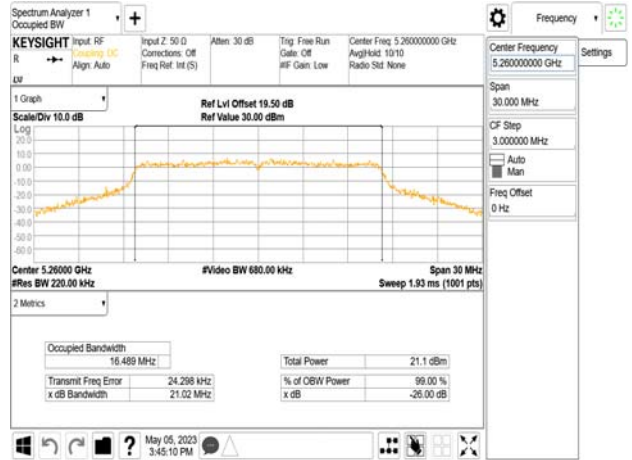 Spectrum Analyzer 1
Occupied BW
Frequency
KEYSIGHT
R
Input: RF
Coupling: DC
Align: Auto
Input Z: 50 Ω
Corrections: Off
Freq Ref: Int (S)
Atten: 30 dB
Trig: Free Run
Gate: Off
#IF Gain: Low
Center Freq: 5.260000000 GHz
Avg|Hold: 10/10
Radio Std: None
Center Frequency
5.260000000 GHz
Settings
Span
30.000 MHz
CF Step
3.000000 MHz
Auto
Man
Freq Offset
0 Hz
1 Graph
Ref Lvl Offset 19.50 dB
Scale/Div 10.0 dB
Ref Value 30.00 dBm
Log
20.0
10.0
0.00
-10.0
-20.0
-30.0
-40.0
-50.0
-60.0
Center 5.26000 GHz
#Video BW 680.00 kHz
Span 30 MHz
#Res BW 220.00 kHz
Sweep 1.93 ms (1001 pts)
2 Metrics
Occupied Bandwidth
16.489 MHz
Total Power 21.1 dBm
Transmit Freq Error 24.298 kHz
% of OBW Power 99.00 %
x dB Bandwidth 21.02 MHz
x dB -26.00 dB
?
May 05, 2023
3:45:10 PM